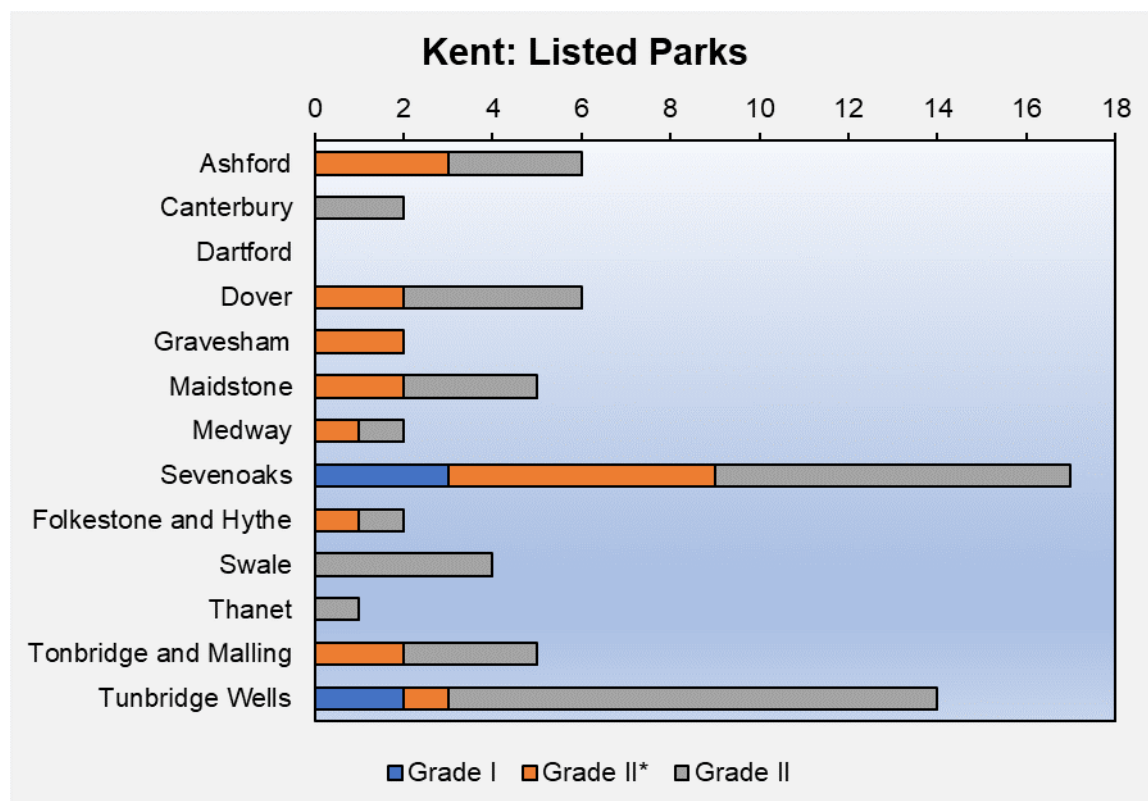 Kent: Listed Parks
0 2 4 6 8 10 12 14 16 18
Ashford
Canterbury
Dartford
Dover
Gravesham
Maidstone
Medway
Sevenoaks
Folkestone and Hythe
Swale
Thanet
Tonbridge and Malling
Tunbridge Wells
Grade I Grade II* Grade II